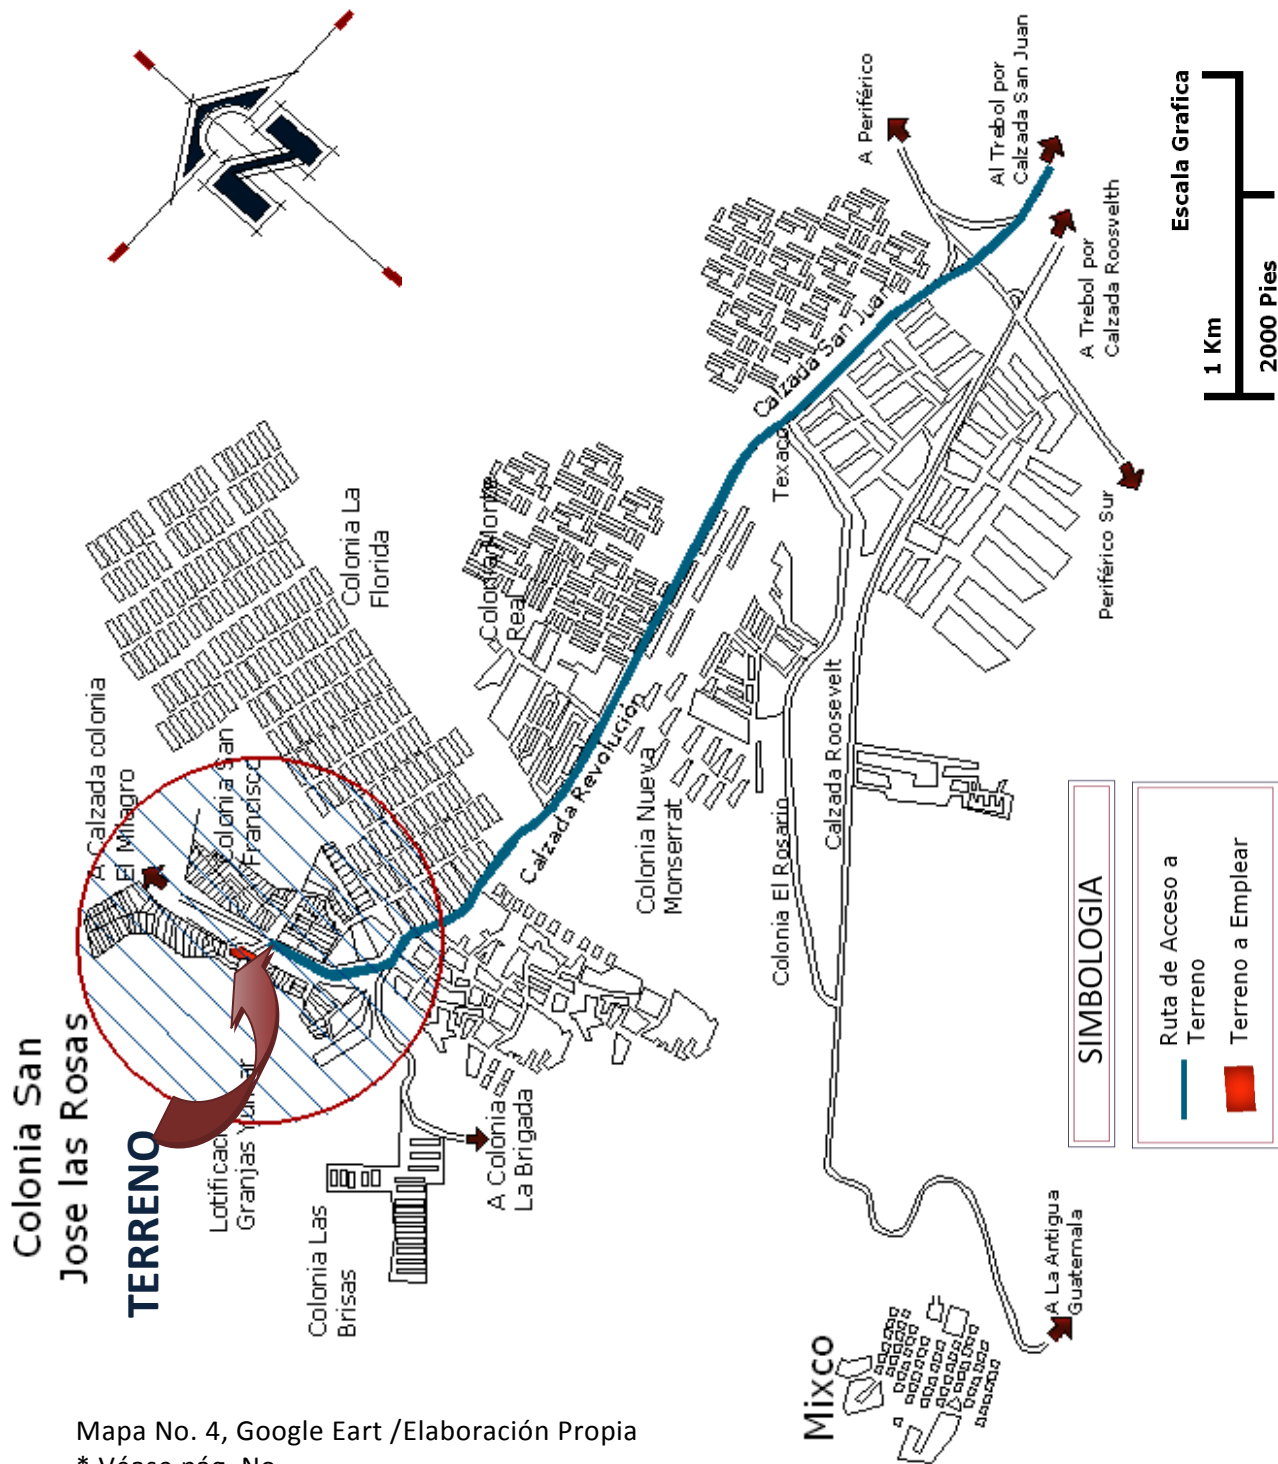 Colonia San
Jose las Rosas
TERRENO
A Calzada colonia
El Milagro
Colonia San
Francisco
Granjas
Colonia Las
Brisas
A Colonia
La Brigada
Colonia La
Florida
Colonia Monte
Real
Calzada Revolución
Colonia Nueva
Monserrat
Colonia El Rosario
Calzada Roosevelt
Texaco
Calzada San Juan
A Periférico
Al Trebol por
Calzada San Juan
A Trebol por
Calzada Roosvelth
Periférico Sur
A La Antigua
Guatemala
Mixco
Escala Grafica
1 Km
2000 Pies
SIMBOLOGIA
Ruta de Acceso a
Terreno
Terreno a Emplear
Mapa No. 4, Google Eart /Elaboración Propia
* Véase pág. No.